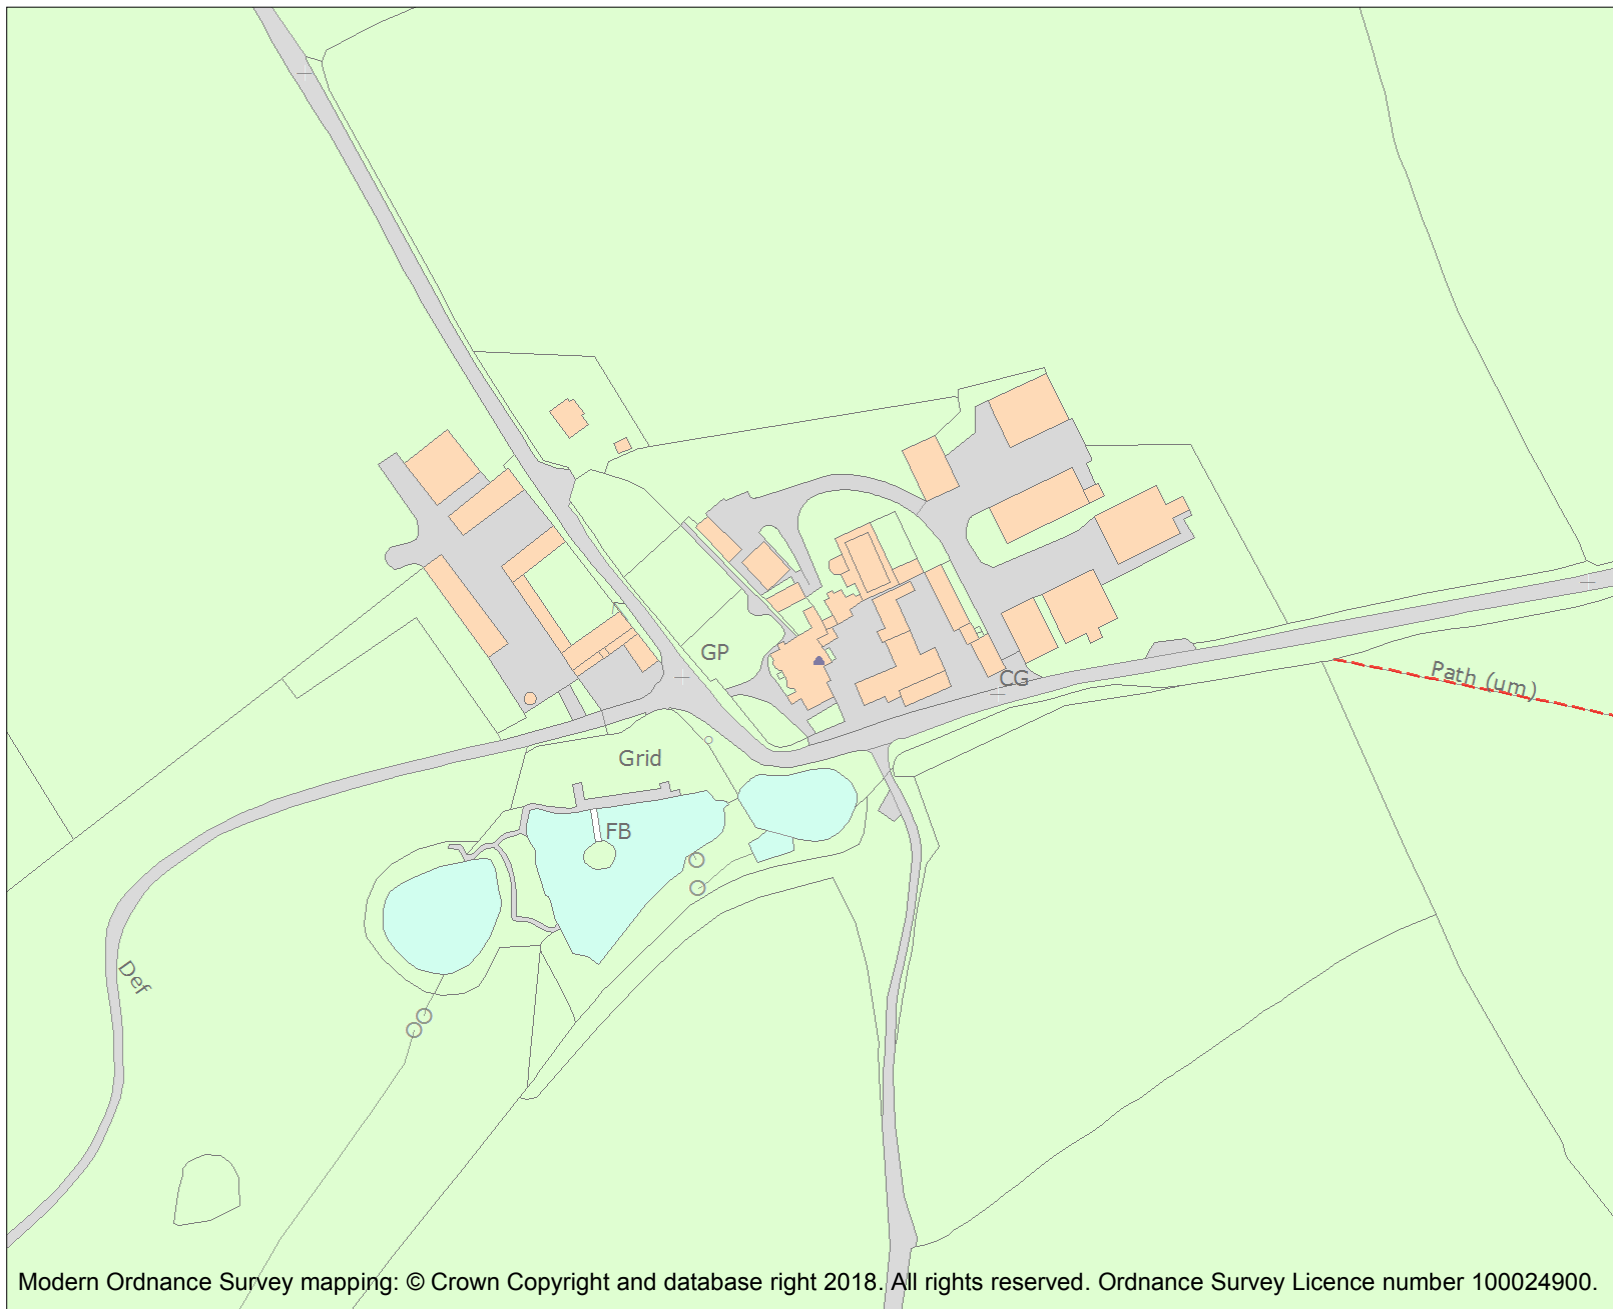 GP
CG
Path (um)
Grid
FB
Def
Modern Ordnance Survey mapping: © Crown Copyright and database right 2018. All rights reserved. Ordnance Survey Licence number 100024900.